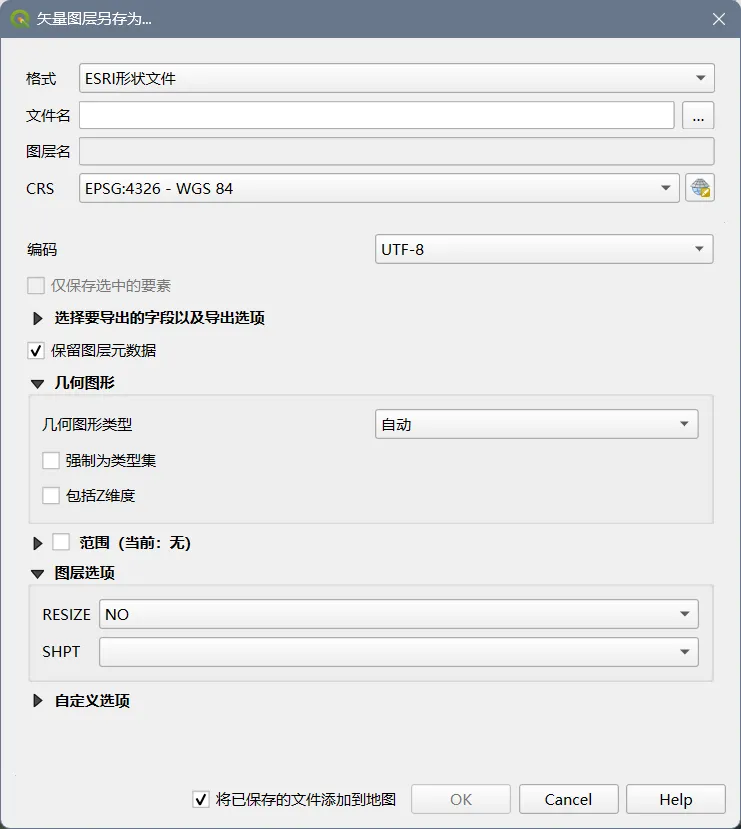 矢量图层另存为...
格式 ESRI形状文件
文件名 ...
图层名
CRS EPSG:4326 - WGS 84
编码 UTF-8
仅保存选中的要素
选择要导出的字段以及导出选项
保留图层元数据
几何图形
几何图形类型 自动
强制为类型集
包括Z维度
范围（当前：无）
图层选项
RESIZE NO
SHPT
自定义选项
将已保存的文件添加到地图 OK Cancel Help